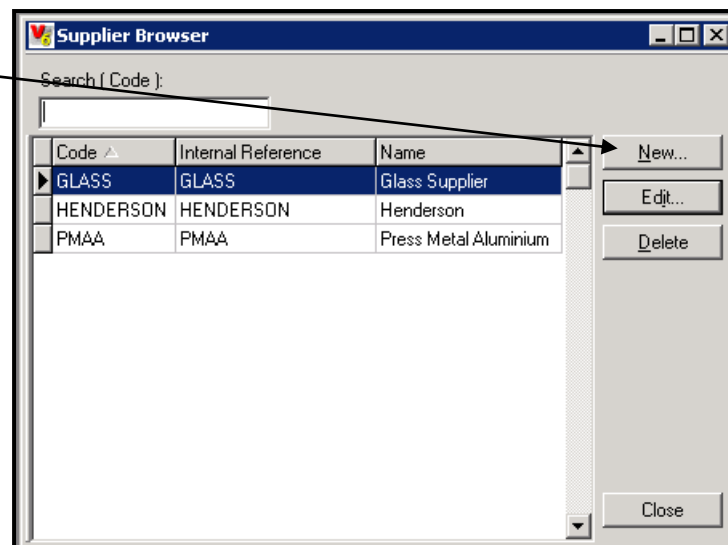 Supplier Browser
Search ( Code ):
Code Internal Reference Name
GLASS GLASS Glass Supplier
HENDERSON HENDERSON Henderson
PMAA PMAA Press Metal Aluminium
New...
Edit...
Delete
Close